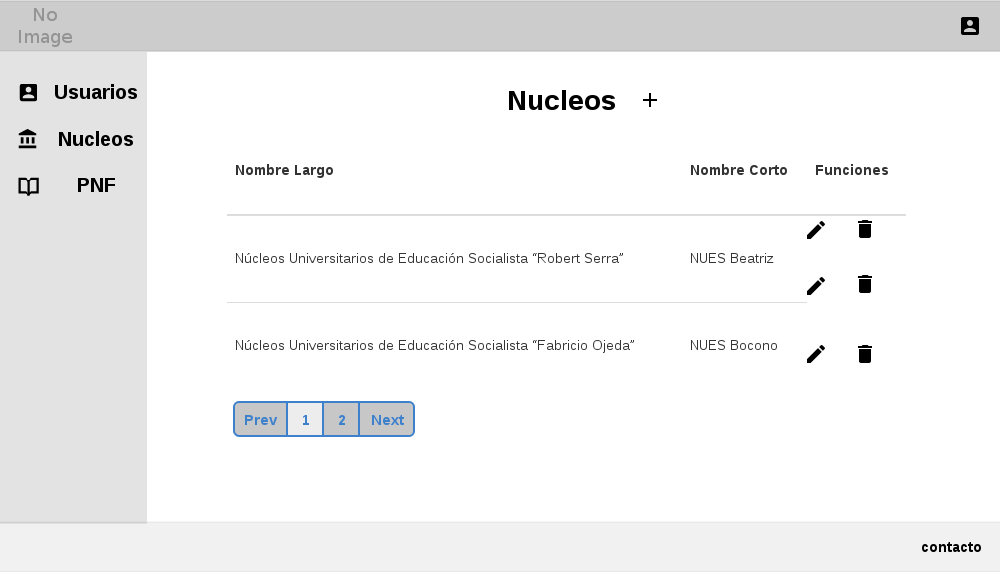 No
Image
Usuarios
Nucleos
PNF
Nucleos +
Nombre Largo Nombre Corto Funciones
Núcleos Universitarios de Educación Socialista “Robert Serra” NUES Beatriz
Núcleos Universitarios de Educación Socialista “Fabricio Ojeda” NUES Bocono
Prev 1 2 Next
contacto